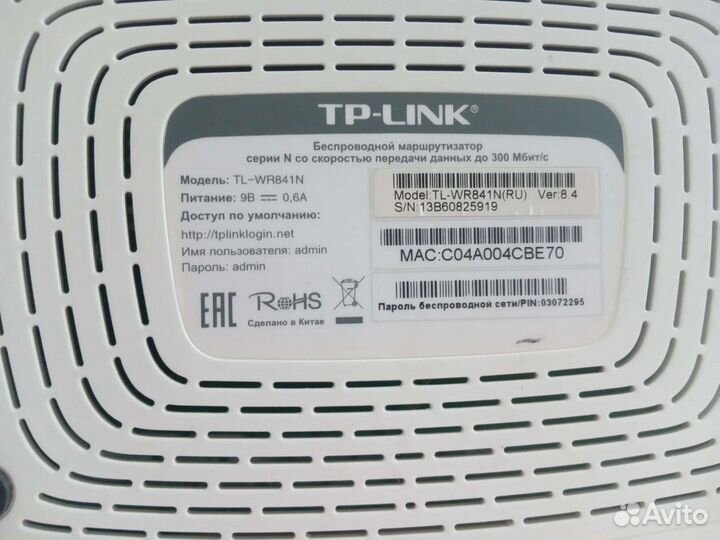 TP-LINK®
Беспроводной маршрутизатор
серии N со скоростью передачи данных до 300 Мбит/с
Модель: TL-WR841N
Питание: 9В 0,6А
Доступ по умолчанию:
http://tplinklogin.net
Имя пользователя: admin
Пароль: admin
Model:TL-WR841N(RU) Ver:8.4
S/N:13B60825919
MAC:C04A004CBE70
Пароль беспроводной сети/PIN:03072295
EAC RoHS
Сделано в Китае
Avito